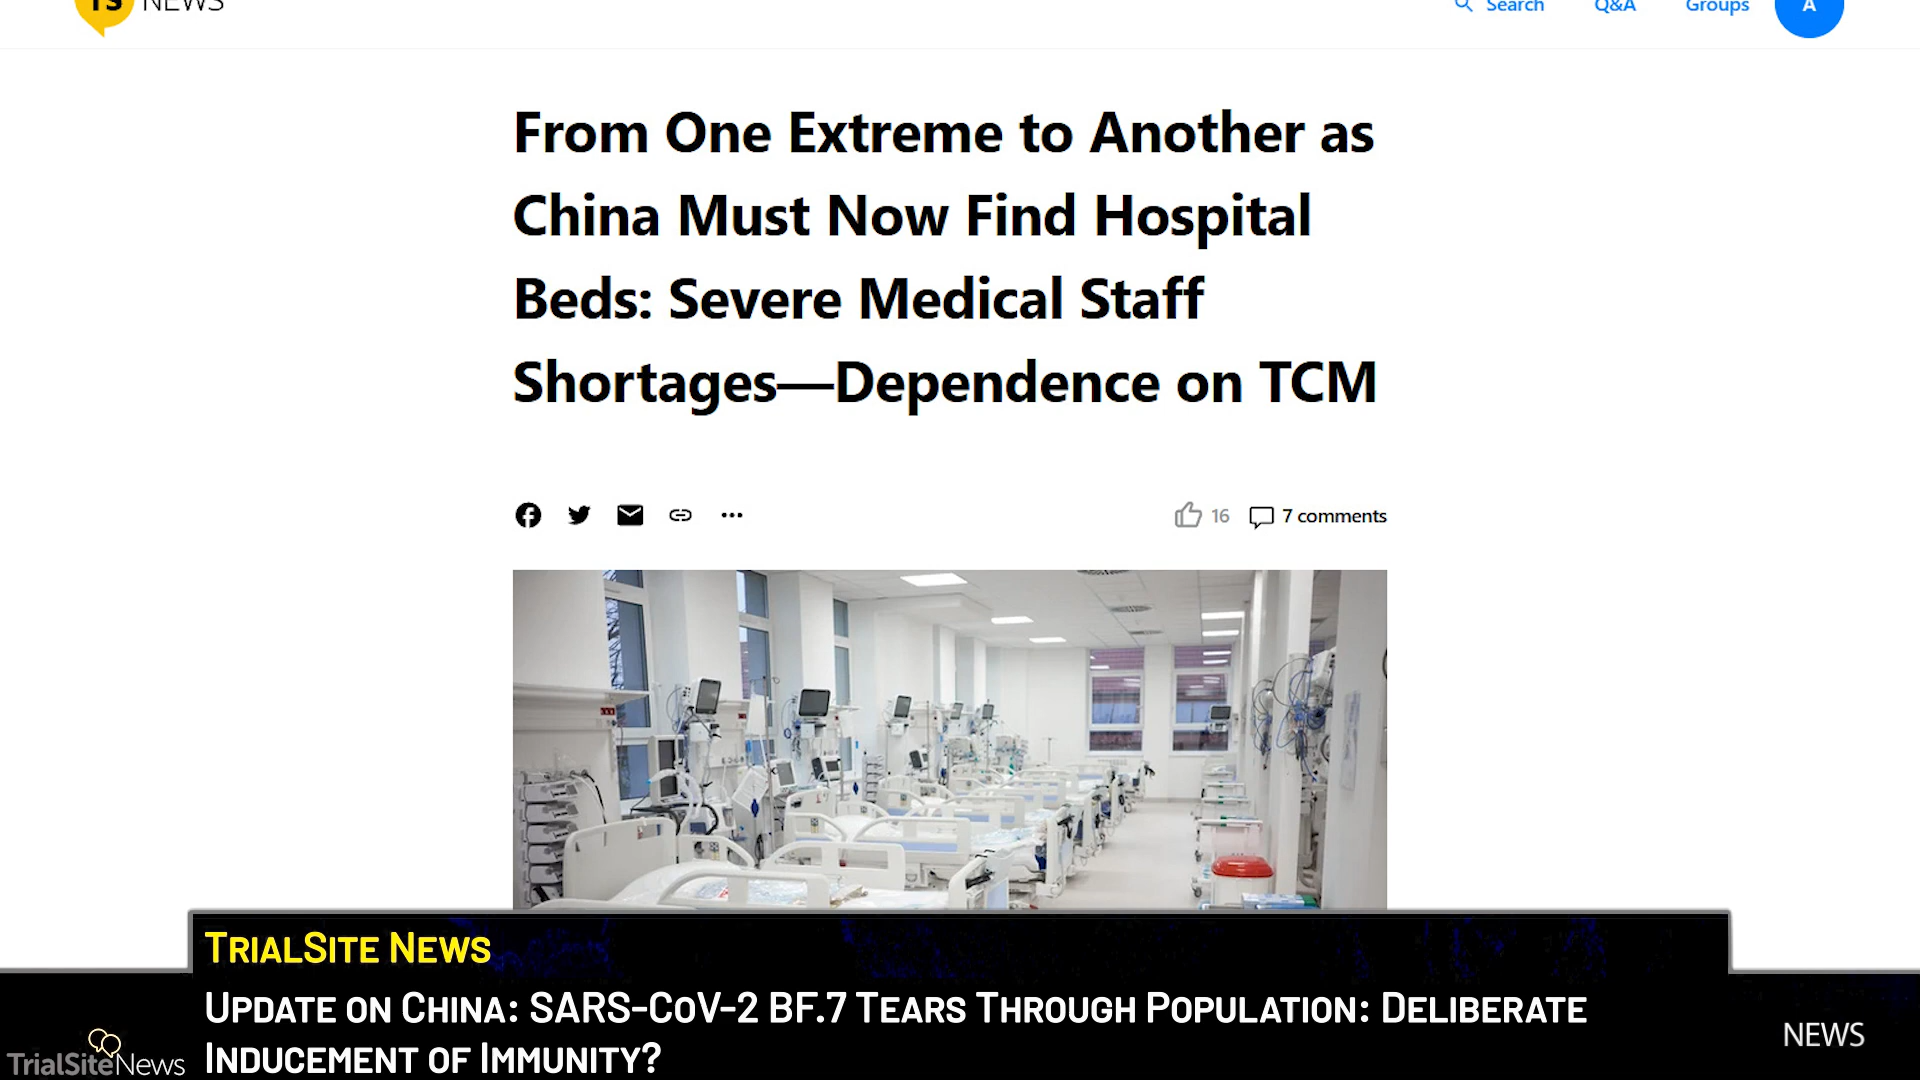 TS NEWS
Search Q&A Groups A
From One Extreme to Another as
China Must Now Find Hospital
Beds: Severe Medical Staff
Shortages—Dependence on TCM
16 7 comments
TrialSite News
Update on China: SARS-CoV-2 BF.7 Tears Through Population: Deliberate
Inducement of Immunity?
TrialSiteNews
NEWS